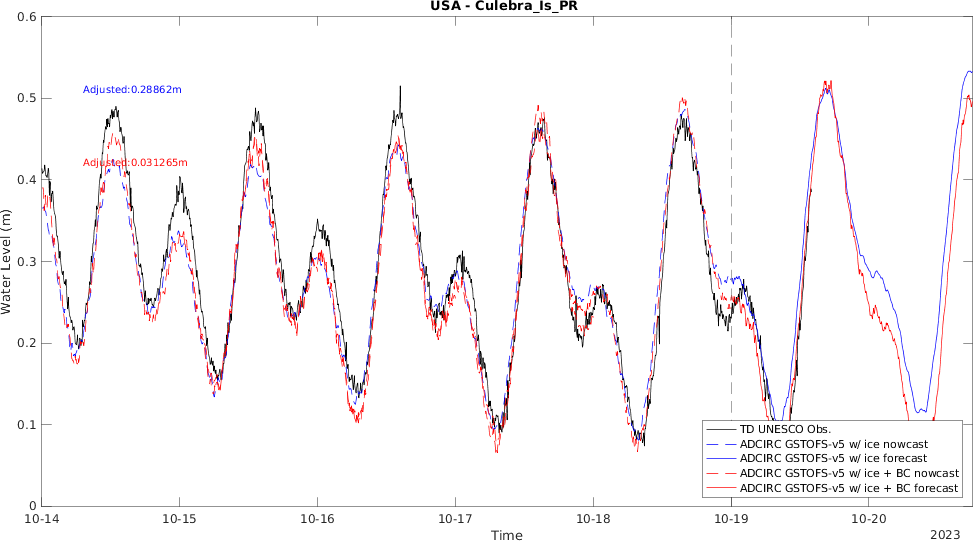 USA - Culebra_Is_PR
0.6
0.5
0.4
0.3
0.2
0.1
0
Water Level (m)
Adjusted:0.28862m
Adjusted:0.031265m
TD UNESCO Obs.
ADCIRC GSTOFS-v5 w/ ice nowcast
ADCIRC GSTOFS-v5 w/ ice forecast
ADCIRC GSTOFS-v5 w/ ice + BC nowcast
ADCIRC GSTOFS-v5 w/ ice + BC forecast
10-14 10-15 10-16 10-17 10-18 10-19 10-20
Time
2023